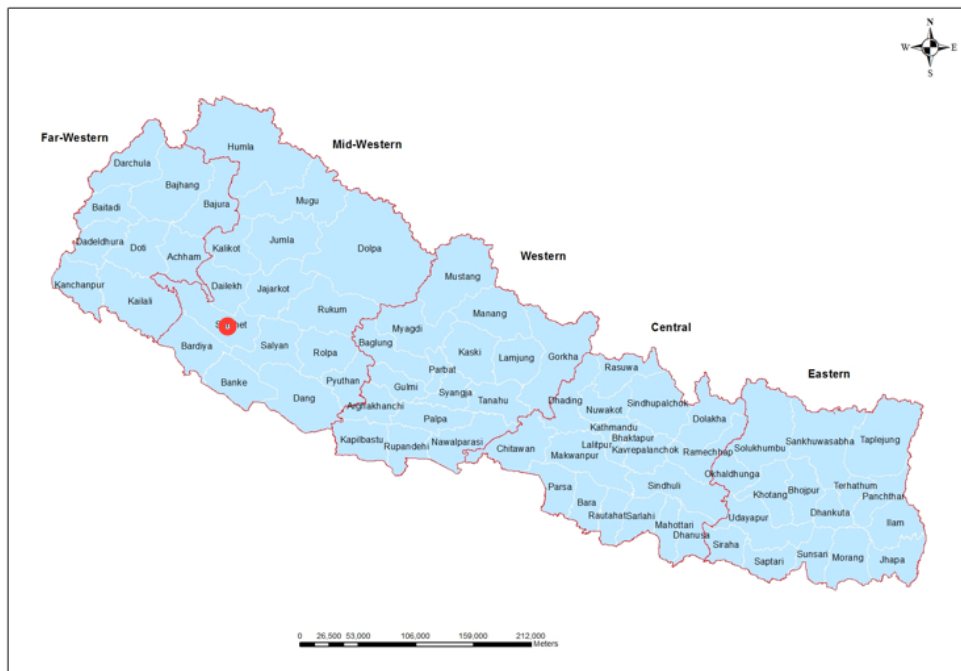 N
W E
S
Far-Western
Mid-Western
Humla
Darchula
Bajhang
Mugu
Baitadi
Bajura
Dadeldhura
Doti
Achham
Kalikot
Jumla
Dolpa
Western
Kanchanpur
Kailali
Dailekh
Jajarkot
Mustang
Rukum
Manang
Bardiya
Salyan
Rolpa
Myagdi
Baglung
Kaski
Lamjung
Gorkha
Central
Banke
Pyuthan
Dang
Parbat
Gulmi
Syangja
Tanahu
Arghakhanchi
Palpa
Kapilbastu
Rupandehi
Nawalparasi
Rasuwa
Dhading
Sindhupalchok
Nuwakot
Kathmandu
Bhaktapur
Lalitpur
Kavrepalanchok
Dolakha
Ramechhap
Chitawan
Makwanpur
Eastern
Sindhuli
Parsa
Bara
Rautahat
Sarlahi
Mahottari
Dhanusa
Solukhumbu
Sankhuwasabha
Taplejung
Okhaldhunga
Khotang
Bhojpur
Terhathum
Panchthar
Udayapur
Dhankuta
Ilam
Siraha
Saptari
Sunsari
Morang
Jhapa
0 26,500 53,000 106,000 159,000 212,000
Meters